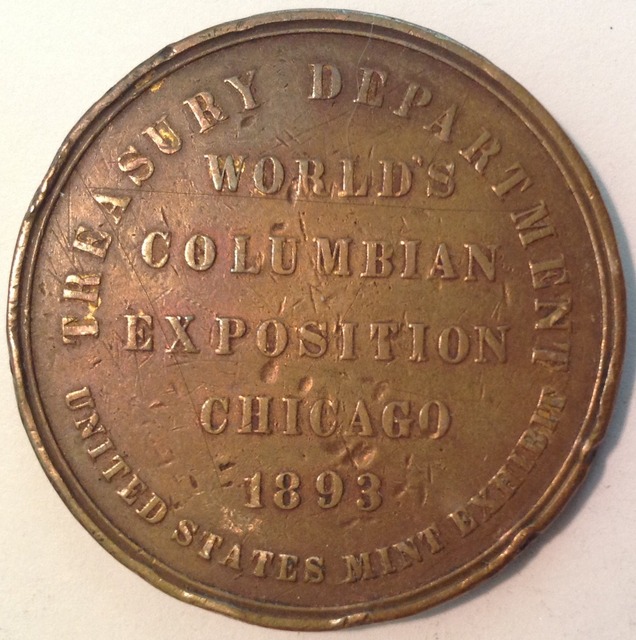 TREASURY DEPARTMENT
WORLD'S
COLUMBIAN
EXPOSITION
CHICAGO
1893
UNITED STATES MINT EXHIBIT